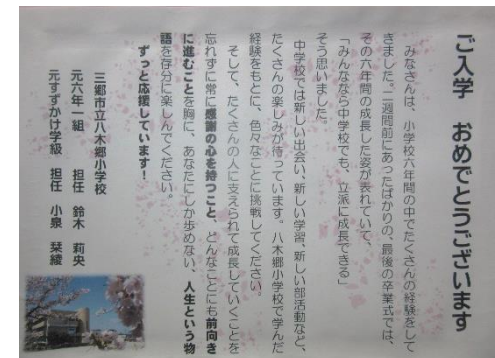 ご入学　おめでとうございます
みなさんは、小学校六年間の中でたくさんの経験をして
きました。二週間前にあったばかりの、最後の卒業式では、
その六年間の成長した姿が表れていて、
「みんななら中学校でも、立派に成長できる」
そう思いました。
中学校では新しい出会い、新しい学習、新しい部活動など、
たくさんの楽しみが待っています。八木郷小学校で学んだ
経験をもとに、色々なことに挑戦してください。
そして、たくさんの人に支えられて成長していくことを
忘れずに常に感謝の心を持つこと、どんなことにも前向き
に進むことを胸に、あなたにしか歩めない、人生という物
語を存分に楽しんでください。
ずっと応援しています！
三郷市立八木郷小学校
元六年一組　担任　鈴木　莉央
元すずかけ学級　担任　小泉　栞綾